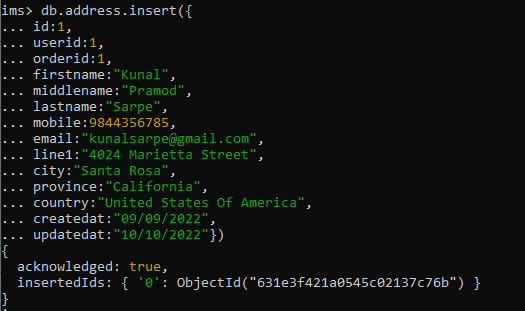 ims> db.address.insert({
... id:1,
... userid:1,
... orderid:1,
... firstname:"Kunal",
... middlename:"Pramod",
... lastname:"Sarpe",
... mobile:9844356785,
... email:"kunalsarpe@gmail.com",
... line1:"4024 Marietta Street",
... city:"Santa Rosa",
... province:"California",
... country:"United States Of America",
... createdat:"09/09/2022",
... updatedat:"10/10/2022"})
{
  acknowledged: true,
  insertedIds: { '0': ObjectId("631e3f421a0545c02137c76b") }
}